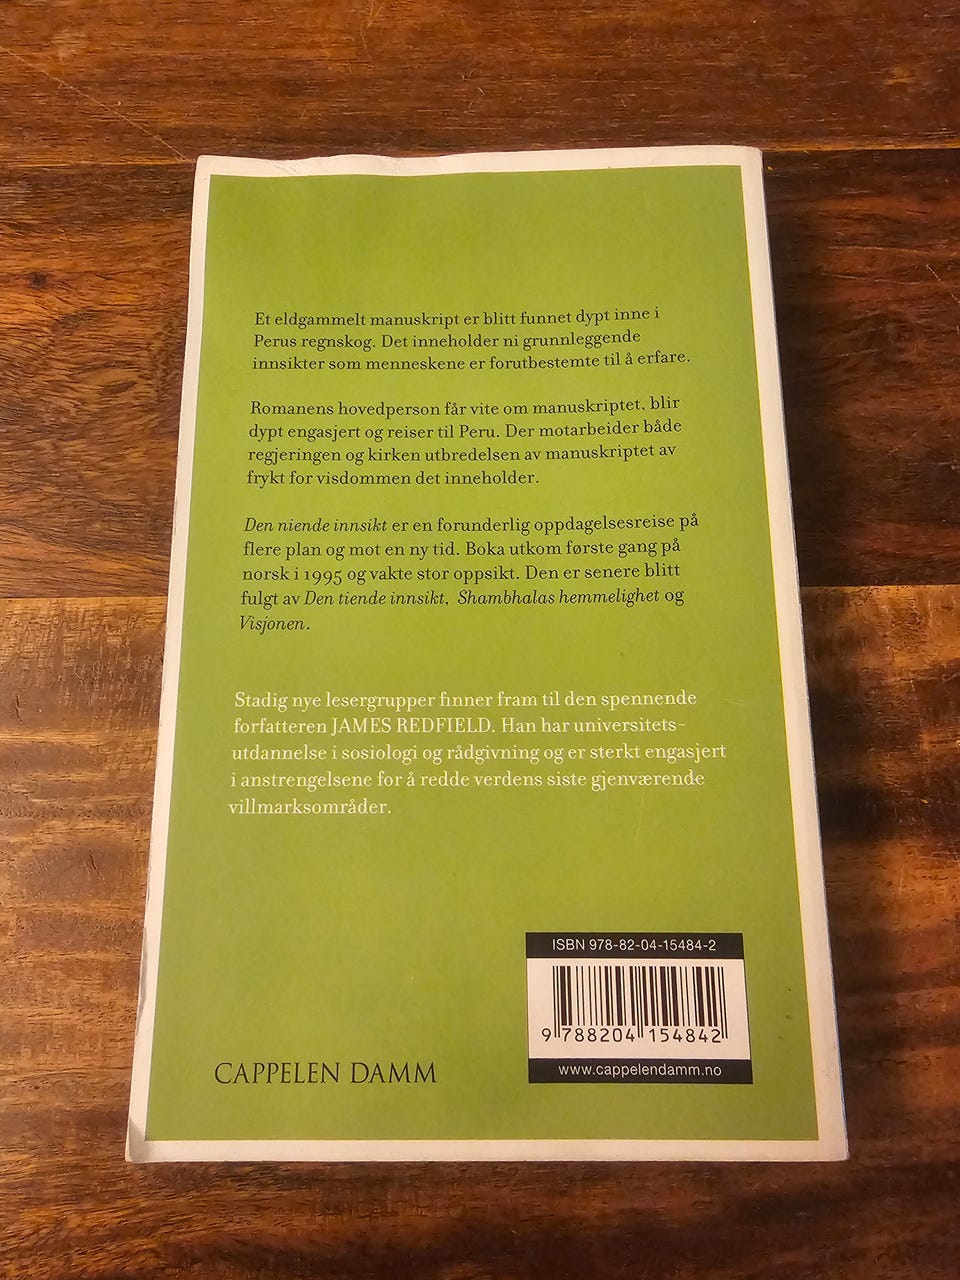 Et eldgammelt manuskript er blitt funnet dypt inne i
Perus regnskog. Det inneholder ni grunnleggende
innsikter som menneskene er forutbestemte til å erfare.
Romanens hovedperson får vite om manuskriptet, blir
dypt engasjert og reiser til Peru. Der motarbeider både
regjeringen og kirken utbredelsen av manuskriptet av
frykt for visdommen det inneholder.
Den niende innsikt er en forunderlig oppdagelsesreise på
flere plan og mot en ny tid. Boka utkom første gang på
norsk i 1995 og vakte stor oppsikt. Den er senere blitt
fulgt av Den tiende innsikt, Shambhalas hemmelighet og
Visjonen.
Stadig nye lesergrupper finner fram til den spennende
forfatteren JAMES REDFIELD. Han har universitets-
utdannelse i sosiologi og rådgivning og er sterkt engasjert
i anstrengelsene for å redde verdens siste gjenværende
villmarksområder.
ISBN 978-82-04-15484-2
9 788204 154842
www.cappelendamm.no
CAPPELEN DAMM